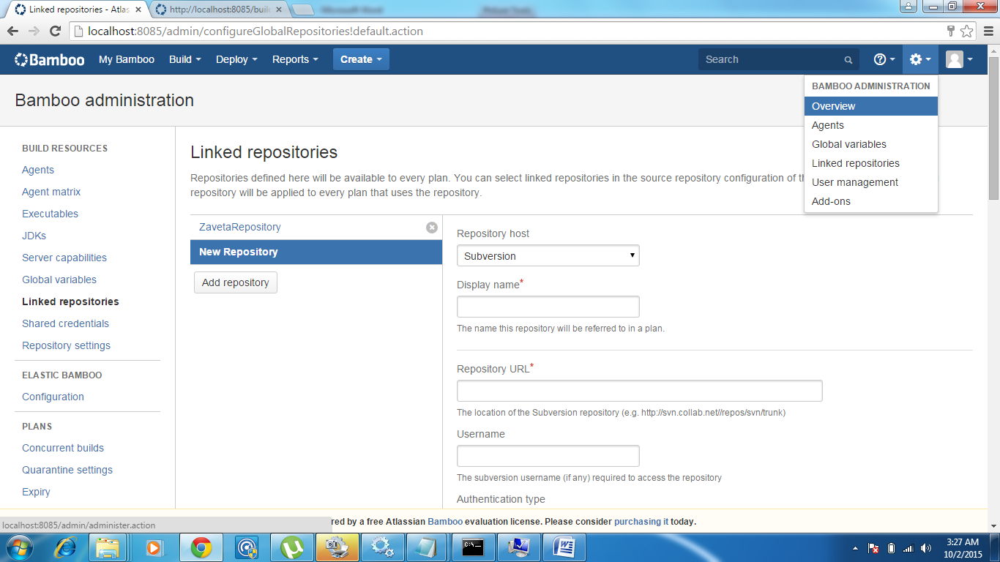 Linked repositories - Atlas
http://localhost:8085/build
Microsoft Word
Picture Tools
localhost:8085/admin/configureGlobalRepositories!default.action
Bamboo
My Bamboo
Build
Deploy
Reports
Create
Search
Bamboo administration
BAMBOO ADMINISTRATION
Overview
Agents
Global variables
Linked repositories
User management
Add-ons
BUILD RESOURCES
Agents
Agent matrix
Executables
JDKs
Server capabilities
Global variables
Linked repositories
Shared credentials
Repository settings
ELASTIC BAMBOO
Configuration
PLANS
Concurrent builds
Quarantine settings
Expiry
Linked repositories
Repositories defined here will be available to every plan. You can select linked repositories in the source repository configuration of
repository will be applied to every plan that uses the repository.
ZavetaRepository
New Repository
Add repository
Repository host
Subversion
Display name*
The name this repository will be referred to in a plan.
Repository URL*
The location of the Subversion repository (e.g. http://svn.collab.net//repos/svn/trunk)
Username
The subversion username (if any) required to access the repository
Authentication type
localhost:8085/admin/administer.action
red by a free Atlassian Bamboo evaluation license. Please consider purchasing it today.
C:\_
3:27 AM
10/2/2015